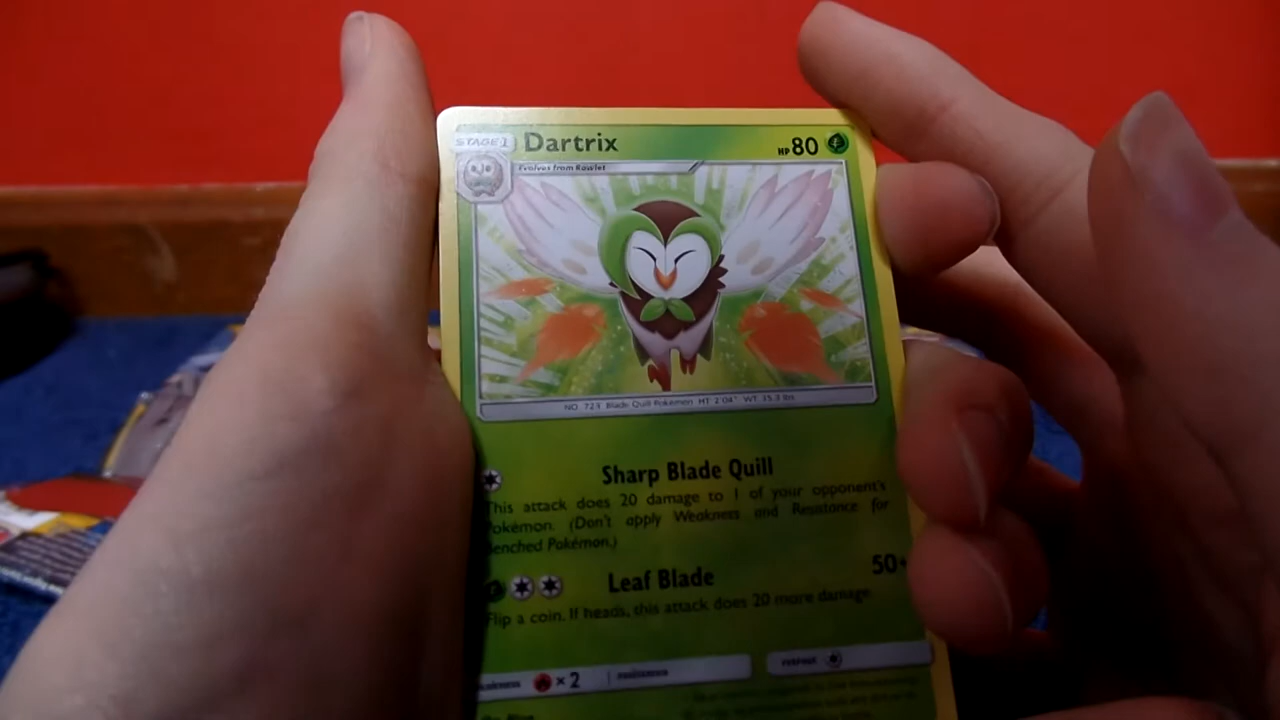 STAGE 1 Dartrix HP 80
Evolves from Rowlet
NO. 723 Blade Quill Pokémon HT: 2'04" WT: 35.3 lbs
Sharp Blade Quill
This attack does 20 damage to 1 of your opponent's
Pokémon. (Don't apply Weakness and Resistance for
Benched Pokémon.)
Leaf Blade 50+
Flip a coin. If heads, this attack does 20 more damage.
weakness ×2 resistance retreat